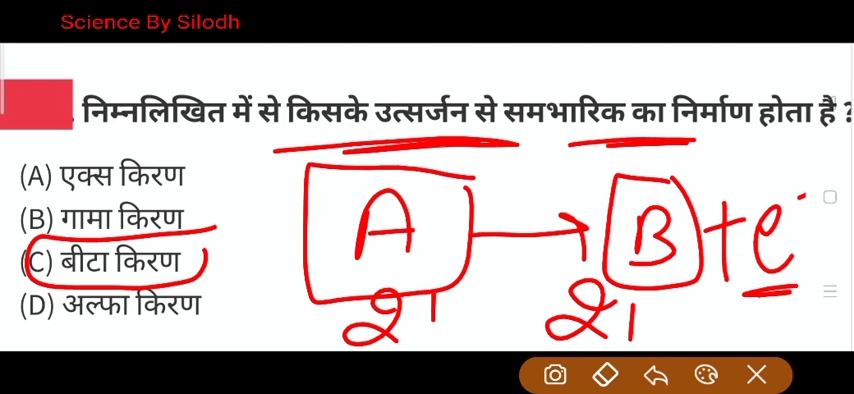 Science By Silodh
. निम्नलिखित में से किसके उत्सर्जन से समभारिक का निर्माण होता है ?
(A) एक्स किरण
(B) गामा किरण
(C) बीटा किरण
(D) अल्फा किरण
A → B + e-
21 21